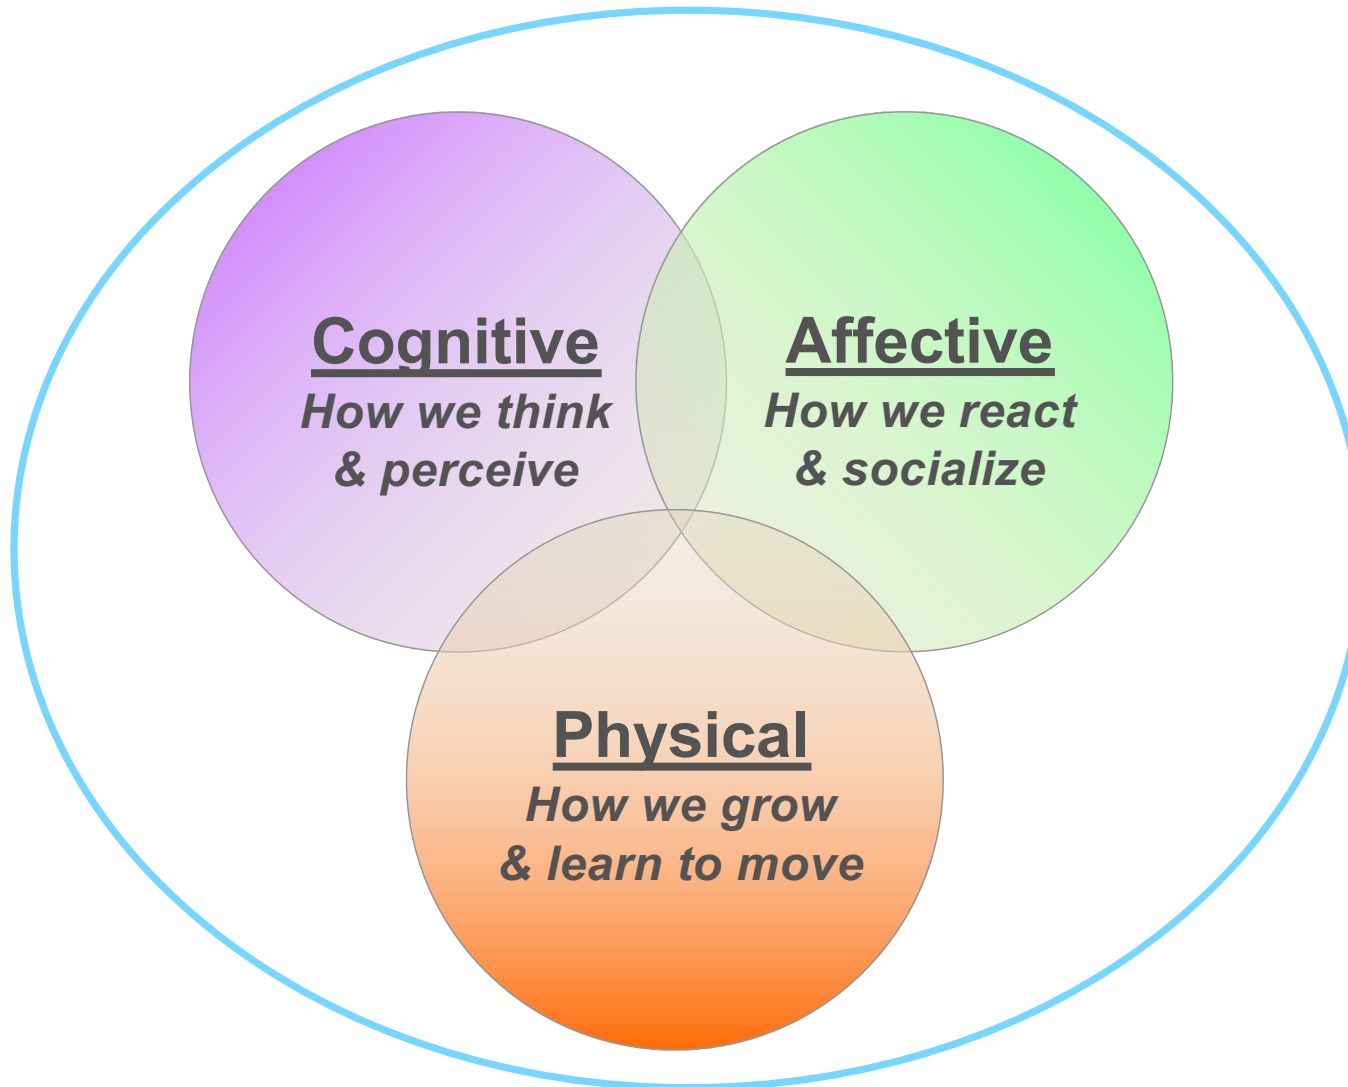 Cognitive
How we think
& perceive
Affective
How we react
& socialize
Physical
How we grow
& learn to move